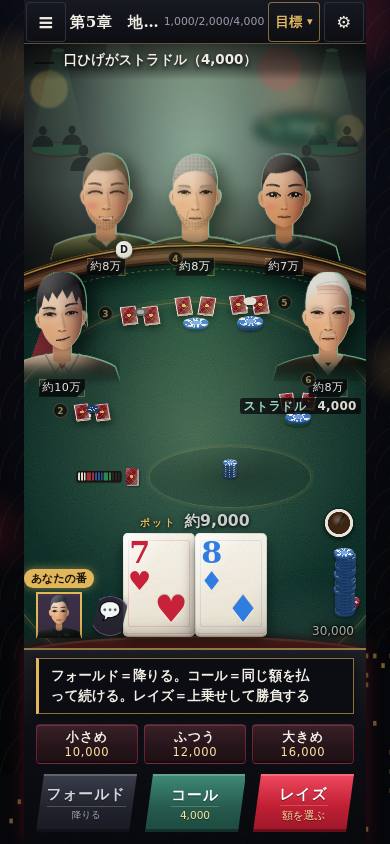 ≡ 第5章 地… 1,000/2,000/4,000 目標 ▾
口ひげがストラドル（4,000）
D
約8万
4
約8万
約7万
3
5
約10万
6
約8万
2
ストラドル 4,000
ポット 約9,000
7
8
あなたの番
30,000
フォールド＝降りる。コール＝同じ額を払
って続ける。レイズ＝上乗せして勝負する
小さめ
10,000
ふつう
12,000
大きめ
16,000
フォールド
降りる
コール
4,000
レイズ
額を選ぶ